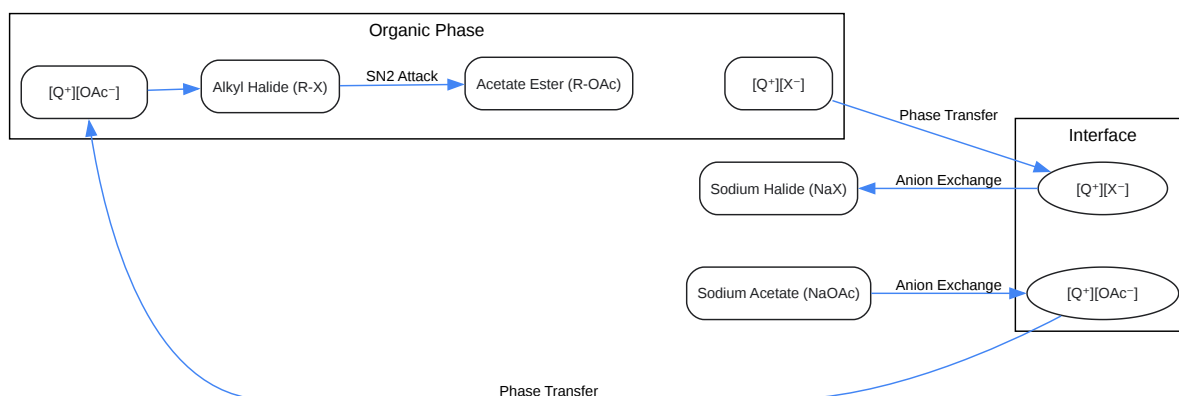 Organic Phase
[Q⁺][OAc⁻]
Alkyl Halide (R-X)
SN2 Attack
Acetate Ester (R-OAc)
[Q⁺][X⁻]
Phase Transfer
Interface
Sodium Halide (NaX)
Anion Exchange
[Q⁺][X⁻]
Sodium Acetate (NaOAc)
Anion Exchange
[Q⁺][OAc⁻]
Phase Transfer